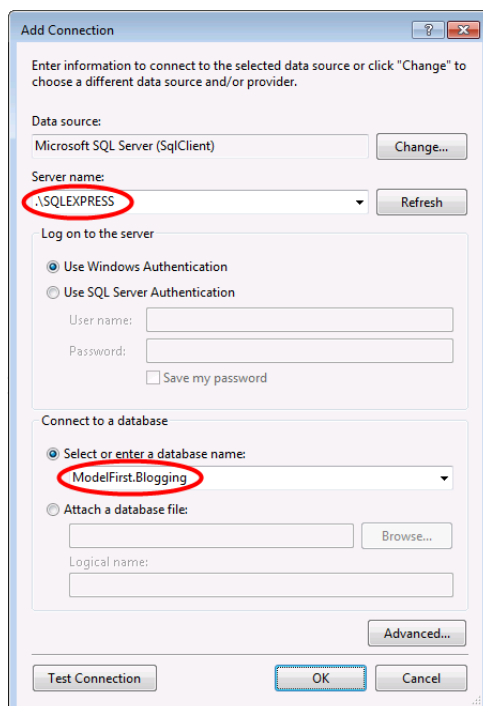 Add Connection
Enter information to connect to the selected data source or click "Change" to
choose a different data source and/or provider.
Data source:
Microsoft SQL Server (SqlClient)
Change...
Server name:
.\SQLEXPRESS
Refresh
Log on to the server
Use Windows Authentication
Use SQL Server Authentication
User name:
Password:
Save my password
Connect to a database
Select or enter a database name:
ModelFirst.Blogging
Attach a database file:
Browse...
Logical name:
Advanced...
Test Connection
OK
Cancel